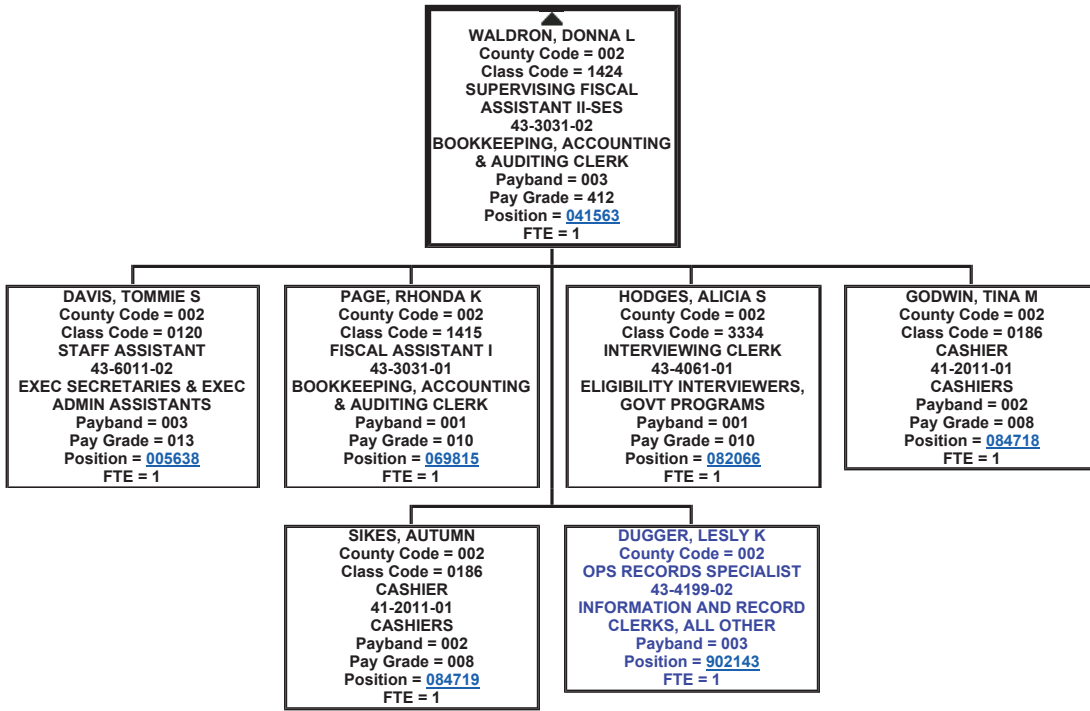 WALDRON, DONNA L
County Code = 002
Class Code = 1424
SUPERVISING FISCAL
ASSISTANT II-SES
43-3031-02
BOOKKEEPING, ACCOUNTING
& AUDITING CLERK
Payband = 003
Pay Grade = 412
Position = 041563
FTE = 1
DAVIS, TOMMIE S
County Code = 002
Class Code = 0120
STAFF ASSISTANT
43-6011-02
EXEC SECRETARIES & EXEC
ADMIN ASSISTANTS
Payband = 003
Pay Grade = 013
Position = 005638
FTE = 1
PAGE, RHONDA K
County Code = 002
Class Code = 1415
FISCAL ASSISTANT I
43-3031-01
BOOKKEEPING, ACCOUNTING
& AUDITING CLERK
Payband = 001
Pay Grade = 010
Position = 069815
FTE = 1
HODGES, ALICIA S
County Code = 002
Class Code = 3334
INTERVIEWING CLERK
43-4061-01
ELIGIBILITY INTERVIEWERS,
GOVT PROGRAMS
Payband = 001
Pay Grade = 010
Position = 082066
FTE = 1
GODWIN, TINA M
County Code = 002
Class Code = 0186
CASHIER
41-2011-01
CASHIERS
Payband = 002
Pay Grade = 008
Position = 084718
FTE = 1
SIKES, AUTUMN
County Code = 002
Class Code = 0186
CASHIER
41-2011-01
CASHIERS
Payband = 002
Pay Grade = 008
Position = 084719
FTE = 1
DUGGER, LESLY K
County Code = 002
OPS RECORDS SPECIALIST
43-4199-02
INFORMATION AND RECORD
CLERKS, ALL OTHER
Payband = 003
Position = 902143
FTE = 1